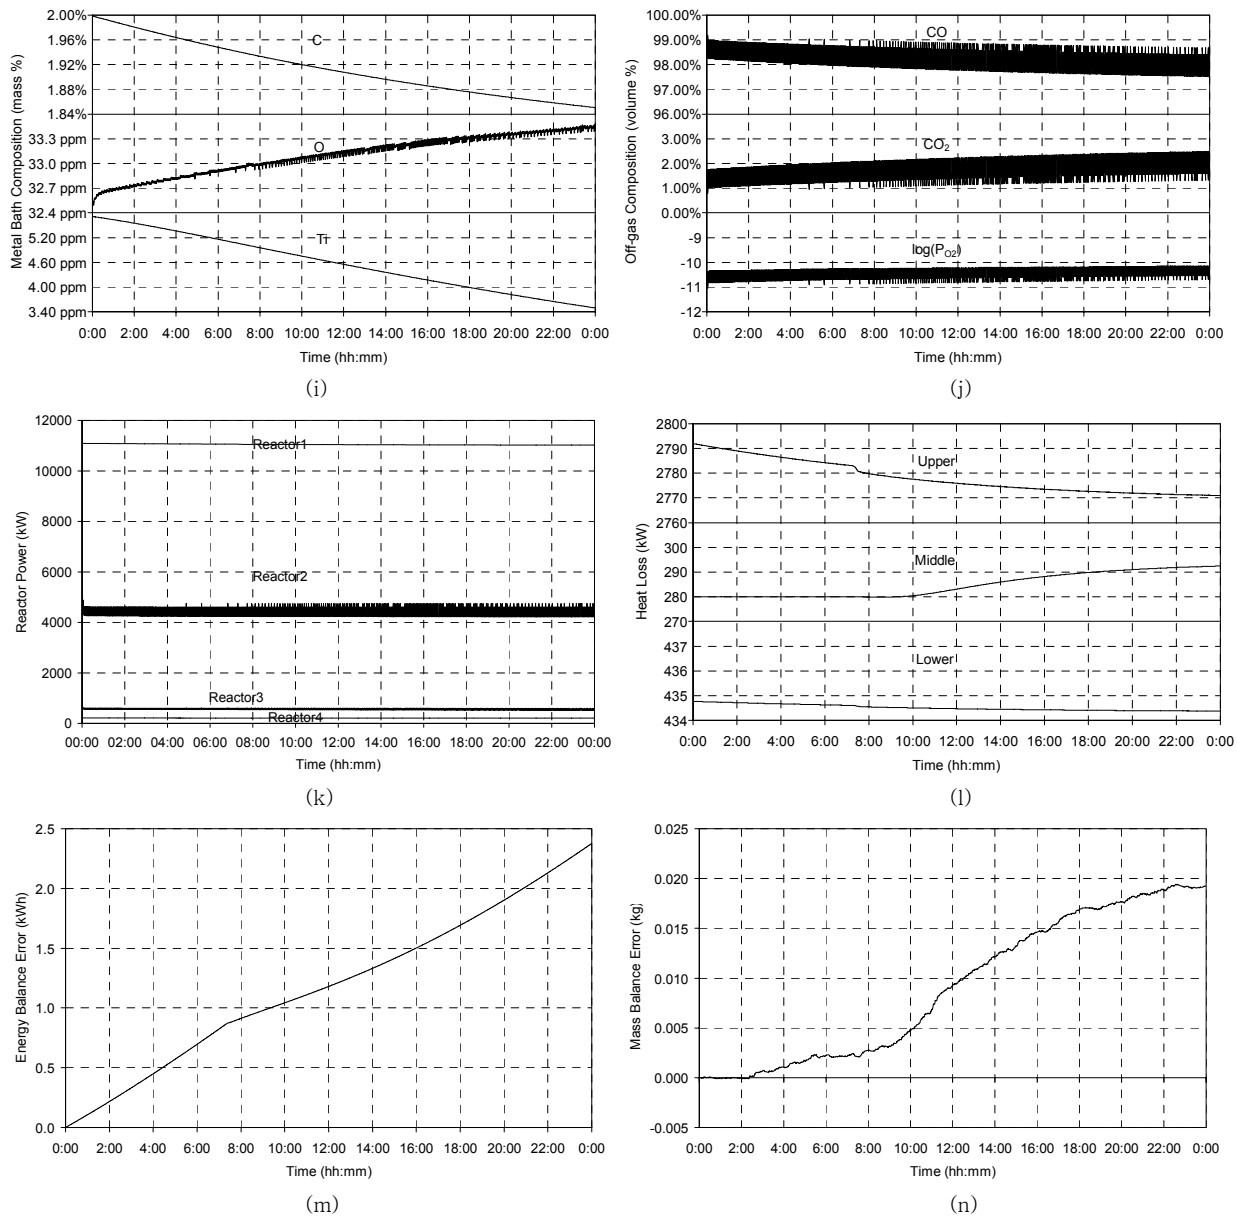 2.00%
1.96%
1.92%
1.88%
1.84%
33.3 ppm
33.0 ppm
32.7 ppm
32.4 ppm
5.20 ppm
4.60 ppm
4.00 ppm
3.40 ppm
Metal Bath Composition (mass %)
C
O
Ti
0:00 2:00 4:00 6:00 8:00 10:00 12:00 14:00 16:00 18:00 20:00 22:00 0:00
Time (hh:mm)
(i)
100.00%
99.00%
98.00%
97.00%
96.00%
3.00%
2.00%
1.00%
0.00%
-9
-10
-11
-12
Off-gas Composition (volume %)
CO
CO2
log(PO2)
0:00 2:00 4:00 6:00 8:00 10:00 12:00 14:00 16:00 18:00 20:00 22:00 0:00
Time (hh:mm)
(j)
12000
10000
8000
6000
4000
2000
0
Reactor Power (kW)
Reactor1
Reactor2
Reactor3
Reactor4
00:00 02:00 04:00 06:00 08:00 10:00 12:00 14:00 16:00 18:00 20:00 22:00 00:00
Time (hh:mm)
(k)
2800
2790
2780
2770
2760
300
290
280
270
437
436
435
434
Heat Loss (kW)
Upper
Middle
Lower
0:00 2:00 4:00 6:00 8:00 10:00 12:00 14:00 16:00 18:00 20:00 22:00 0:00
Time (hh:mm)
(l)
2.5
2.0
1.5
1.0
0.5
0.0
Energy Balance Error (kWh)
0:00 2:00 4:00 6:00 8:00 10:00 12:00 14:00 16:00 18:00 20:00 22:00 0:00
Time (hh:mm)
(m)
0.025
0.020
0.015
0.010
0.005
0.000
-0.005
Mass Balance Error (kg)
0:00 2:00 4:00 6:00 8:00 10:00 12:00 14:00 16:00 18:00 20:00 22:00 0:00
Time (hh:mm)
(n)